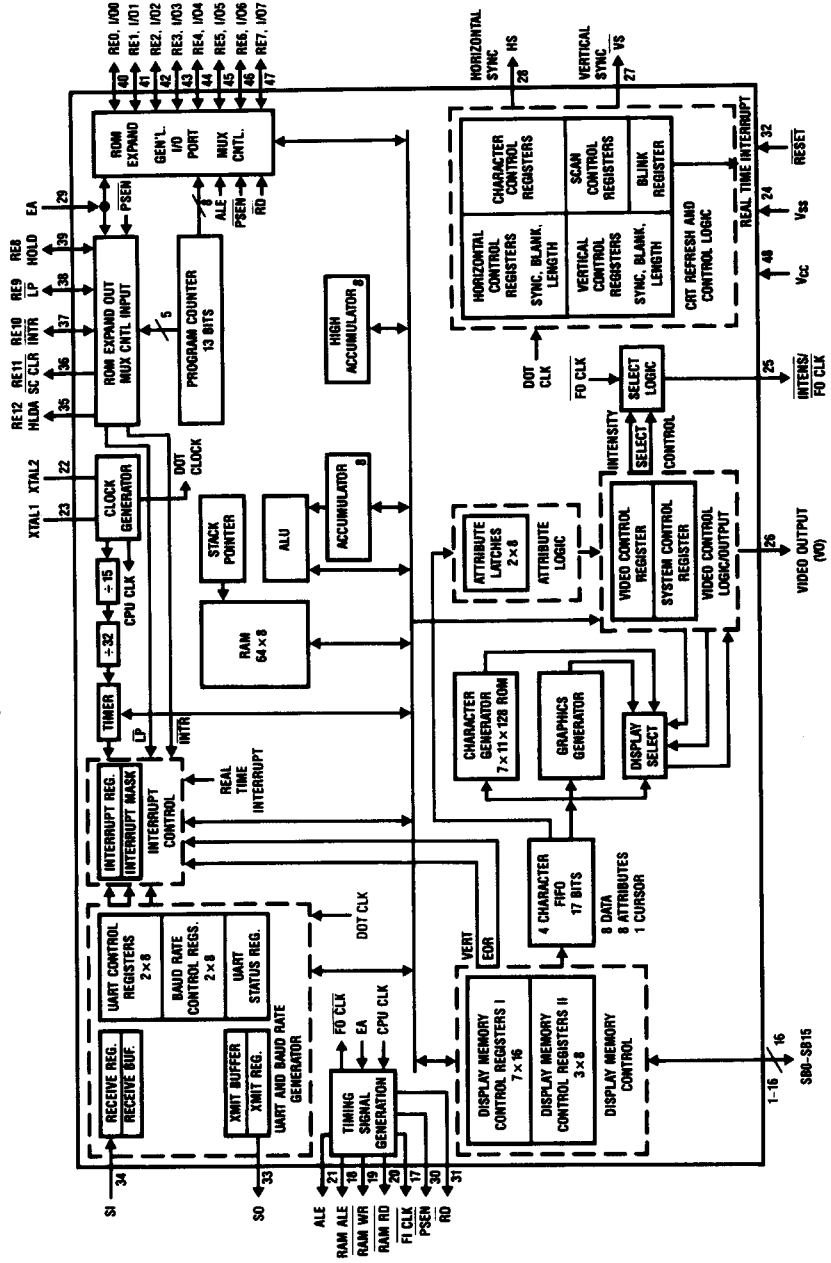 SI
34
SO
33
ALE
21
RAM ALE
18
RAM WR
19
RAM RD
20
FI CLK
17
PSEN
30
RD
31
RECEIVE REG.
RECEIVE BUF.
XMIT BUFFER
XMIT REG.
UART CONTROL
REGISTERS
2 × 8
BAUD RATE
CONTROL REGS.
2 × 8
UART
STATUS REG.
UART AND BAUD RATE
GENERATOR
DOT CLK
TIMING
SIGNAL
GENERATION
FO CLK
EA
CPU CLK
DISPLAY MEMORY
CONTROL REGISTERS I
7 × 16
DISPLAY MEMORY
CONTROL REGISTERS II
3 × 8
DISPLAY MEMORY
CONTROL
1–16
16
SB0–SB15
VERT
EOR
4 CHARACTER
FIFO
17 BITS
8 DATA
8 ATTRIBUTES
1 CURSOR
INTERRUPT REG.
INTERRUPT MASK
INTERRUPT
CONTROL
REAL
TIME
INTERRUPT
LP
INTR
TIMER
÷ 32
÷ 15
CPU CLK
CLOCK
GENERATOR
DOT
CLOCK
XTAL1
23
XTAL2
22
RAM
64 × 8
STACK
POINTER
ALU
ACCUMULATOR
8
HIGH
ACCUMULATOR
8
CHARACTER
GENERATOR
7 × 11 × 128 ROM
GRAPHICS
GENERATOR
DISPLAY
SELECT
ATTRIBUTE
LATCHES
2 × 8
ATTRIBUTE
LOGIC
VIDEO CONTROL
REGISTER
SYSTEM CONTROL
REGISTER
VIDEO CONTROL
LOGIC/OUTPUT
26
VIDEO OUTPUT
(VO)
INTENSITY
SELECT
CONTROL
FO CLK
SELECT
LOGIC
25
INTENS/
FO CLK
RE12
HLDA
35
RE11
SC CLR
36
RE10
INTR
37
RE9
LP
38
RE8
HOLD
39
EA
29
PSEN
ROM EXPAND OUT
MUX CNTL INPUT
5
PROGRAM COUNTER
13 BITS
8
ALE
PSEN
RD
ROM
EXPAND
GEN'L.
I/O
PORT
MUX
CNTL.
RE0, I/O0
40
RE1, I/O1
41
RE2, I/O2
42
RE3, I/O3
43
RE4, I/O4
44
RE5, I/O5
45
RE6, I/O6
46
RE7, I/O7
47
DOT
CLK
HORIZONTAL
CONTROL
REGISTERS
SYNC, BLANK,
LENGTH
VERTICAL
CONTROL
REGISTERS
SYNC, BLANK,
LENGTH
CHARACTER
CONTROL
REGISTERS
SCAN
CONTROL
REGISTERS
BLINK
REGISTER
CRT REFRESH AND
CONTROL LOGIC
REAL TIME INTERRUPT
HORIZONTAL
SYNC
HS
28
VERTICAL
SYNC
VS
27
48
VCC
24
VSS
32
RESET